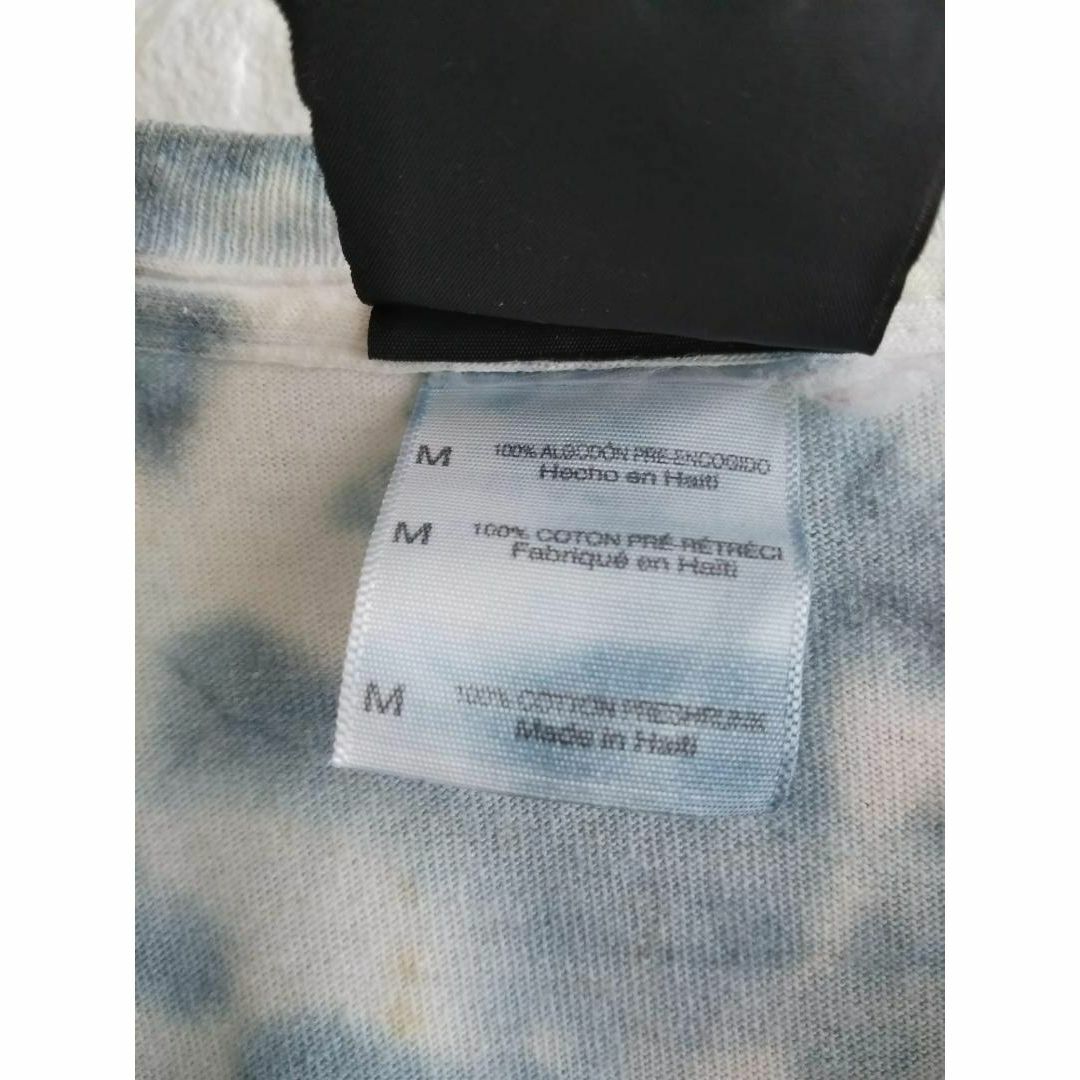 M 100% ALGODÓN PRE-ENCOGIDO
Hecho en Haiti
M 100% COTON PRÉ-RÉTRÉCI
Fabriqué en Haïti
M 100% COTTON PRESHRUNK
Made in Haiti